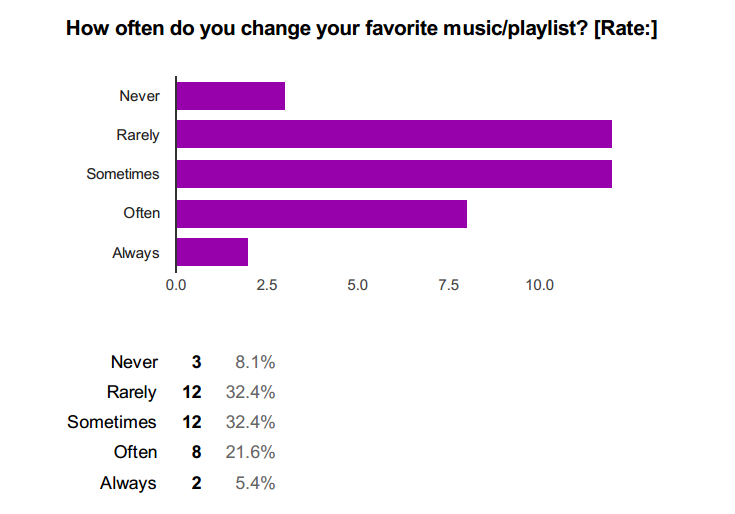 How often do you change your favorite music/playlist? [Rate:]
Never
Rarely
Sometimes
Often
Always
0.0 2.5 5.0 7.5 10.0
Never 3 8.1%
Rarely 12 32.4%
Sometimes 12 32.4%
Often 8 21.6%
Always 2 5.4%